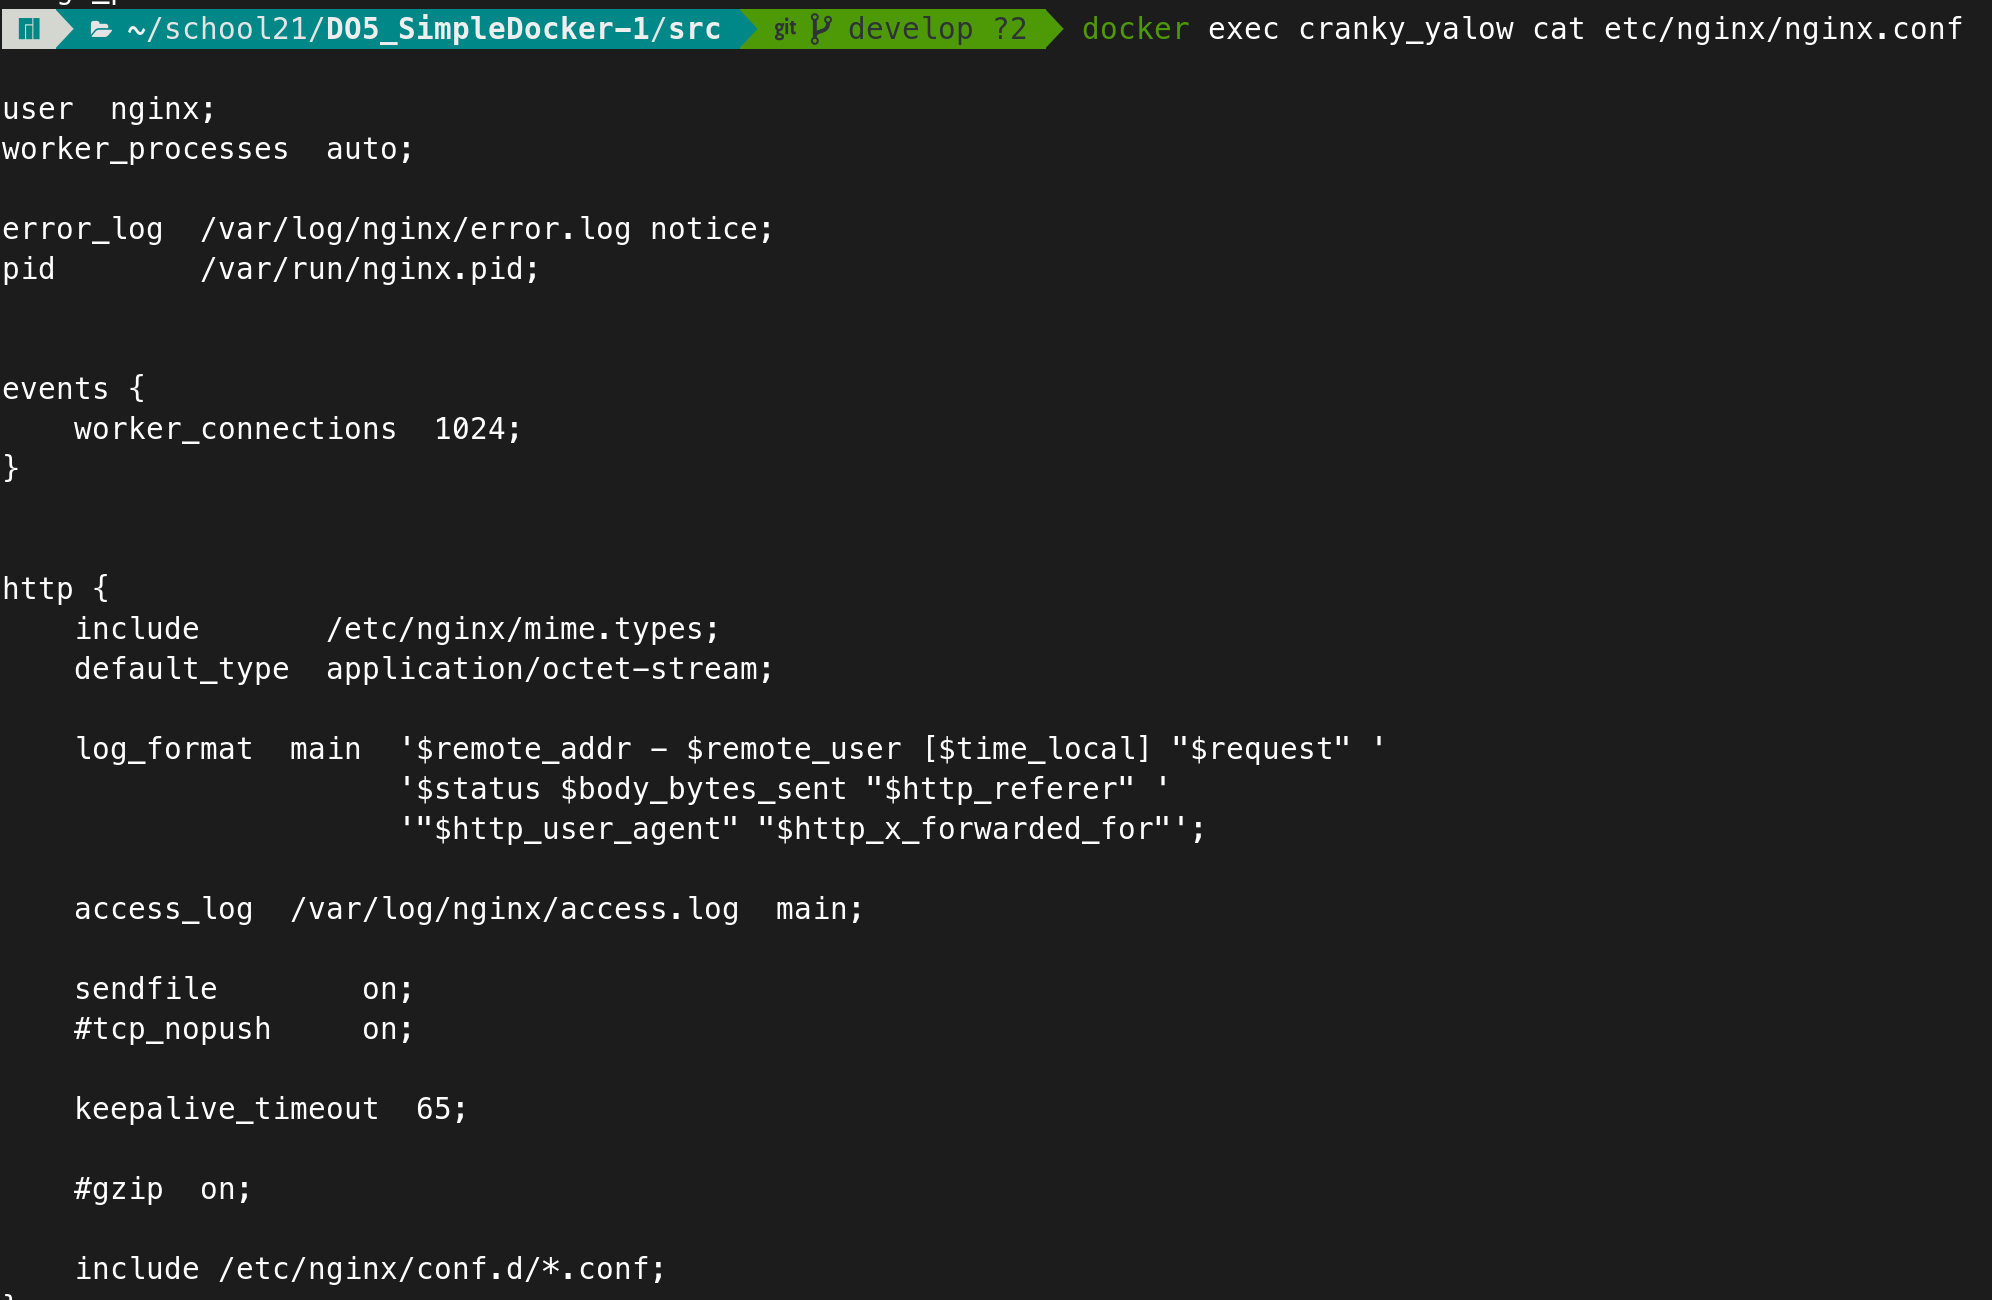 ~/school21/DO5_SimpleDocker-1/src git develop ?2 docker exec cranky_yalow cat etc/nginx/nginx.conf
user  nginx;
worker_processes  auto;
error_log  /var/log/nginx/error.log notice;
pid        /var/run/nginx.pid;
events {
    worker_connections  1024;
}
http {
    include       /etc/nginx/mime.types;
    default_type  application/octet-stream;
    log_format  main  '$remote_addr - $remote_user [$time_local] "$request" '
                      '$status $body_bytes_sent "$http_referer" '
                      '"$http_user_agent" "$http_x_forwarded_for"';
    access_log  /var/log/nginx/access.log  main;
    sendfile        on;
    #tcp_nopush     on;
    keepalive_timeout  65;
    #gzip  on;
    include /etc/nginx/conf.d/*.conf;
}